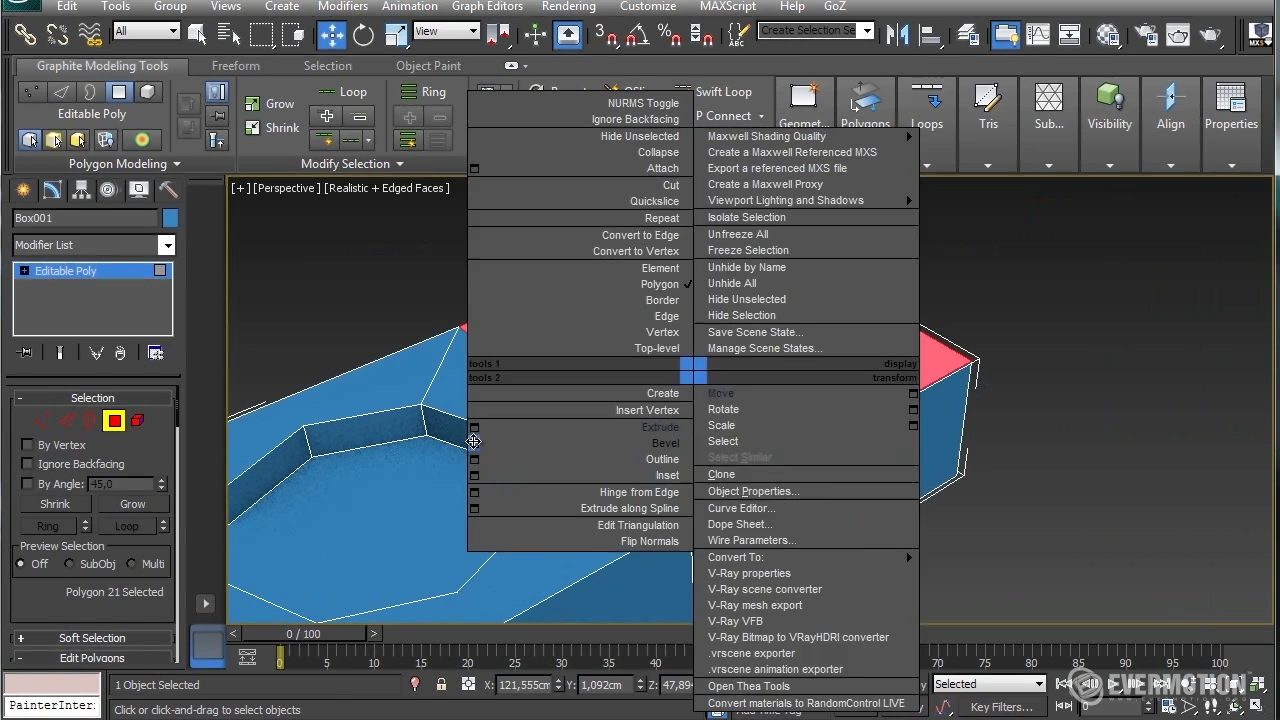 Edit Tools Group Views Create Modifiers Animation Graph Editors Rendering Customize MAXScript Help GoZ
All View Create Selection Se
Graphite Modeling Tools Freeform Selection Object Paint
Grow Loop Ring Swift Loop
Editable Poly Shrink P Connect Geomet... Polygons Loops Tris Sub... Visibility Align Properties
Polygon Modeling Modify Selection
[ + ] [Perspective ] [Realistic + Edged Faces ]
Box001
Modifier List
Editable Poly
Selection
By Vertex
Ignore Backfacing
By Angle: 45,0
Shrink Grow
Ring Loop
Preview Selection
Off SubObj Multi
Polygon 21 Selected
Soft Selection
Edit Polygons
NURMS Toggle
Ignore Backfacing
Hide Unselected
Collapse
Attach
Cut
Quickslice
Repeat
Convert to Edge
Convert to Vertex
Element
Polygon
Border
Edge
Vertex
Top-level
tools 1
tools 2
Create
Insert Vertex
Extrude
Bevel
Outline
Inset
Hinge from Edge
Extrude along Spline
Edit Triangulation
Flip Normals
Maxwell Shading Quality
Create a Maxwell Referenced MXS
Export a referenced MXS file
Create a Maxwell Proxy
Viewport Lighting and Shadows
Isolate Selection
Unfreeze All
Freeze Selection
Unhide by Name
Unhide All
Hide Unselected
Hide Selection
Save Scene State...
Manage Scene States...
display
transform
Move
Rotate
Scale
Select
Select Similar
Clone
Object Properties...
Curve Editor...
Dope Sheet...
Wire Parameters...
Convert To:
V-Ray properties
V-Ray scene converter
V-Ray mesh export
V-Ray VFB
V-Ray Bitmap to VRayHDRI converter
.vrscene exporter
.vrscene animation exporter
Open Thea Tools
Convert materials to RandomControl LIVE
< 0 / 100 >
0 5 10 15 20 25 30 35 40 70 75 80 85 90 95 100
1 Object Selected X: 121,555cm Y: 1,092cm Z: 47,89 Selected
PainterInter Click or click-and-drag to select objects Key Filters... 0
EVERMOTION